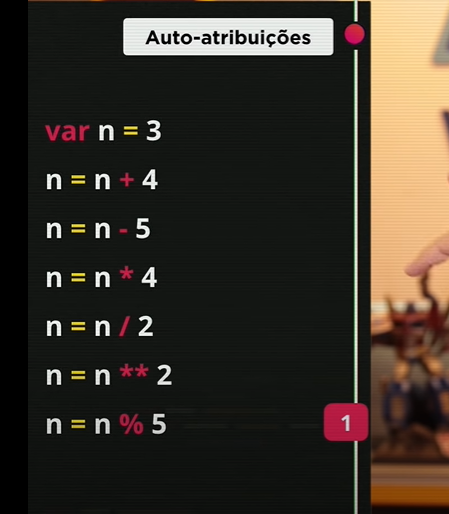 Auto-atribuições
var n = 3
n = n + 4
n = n - 5
n = n * 4
n = n / 2
n = n ** 2
n = n % 5
1